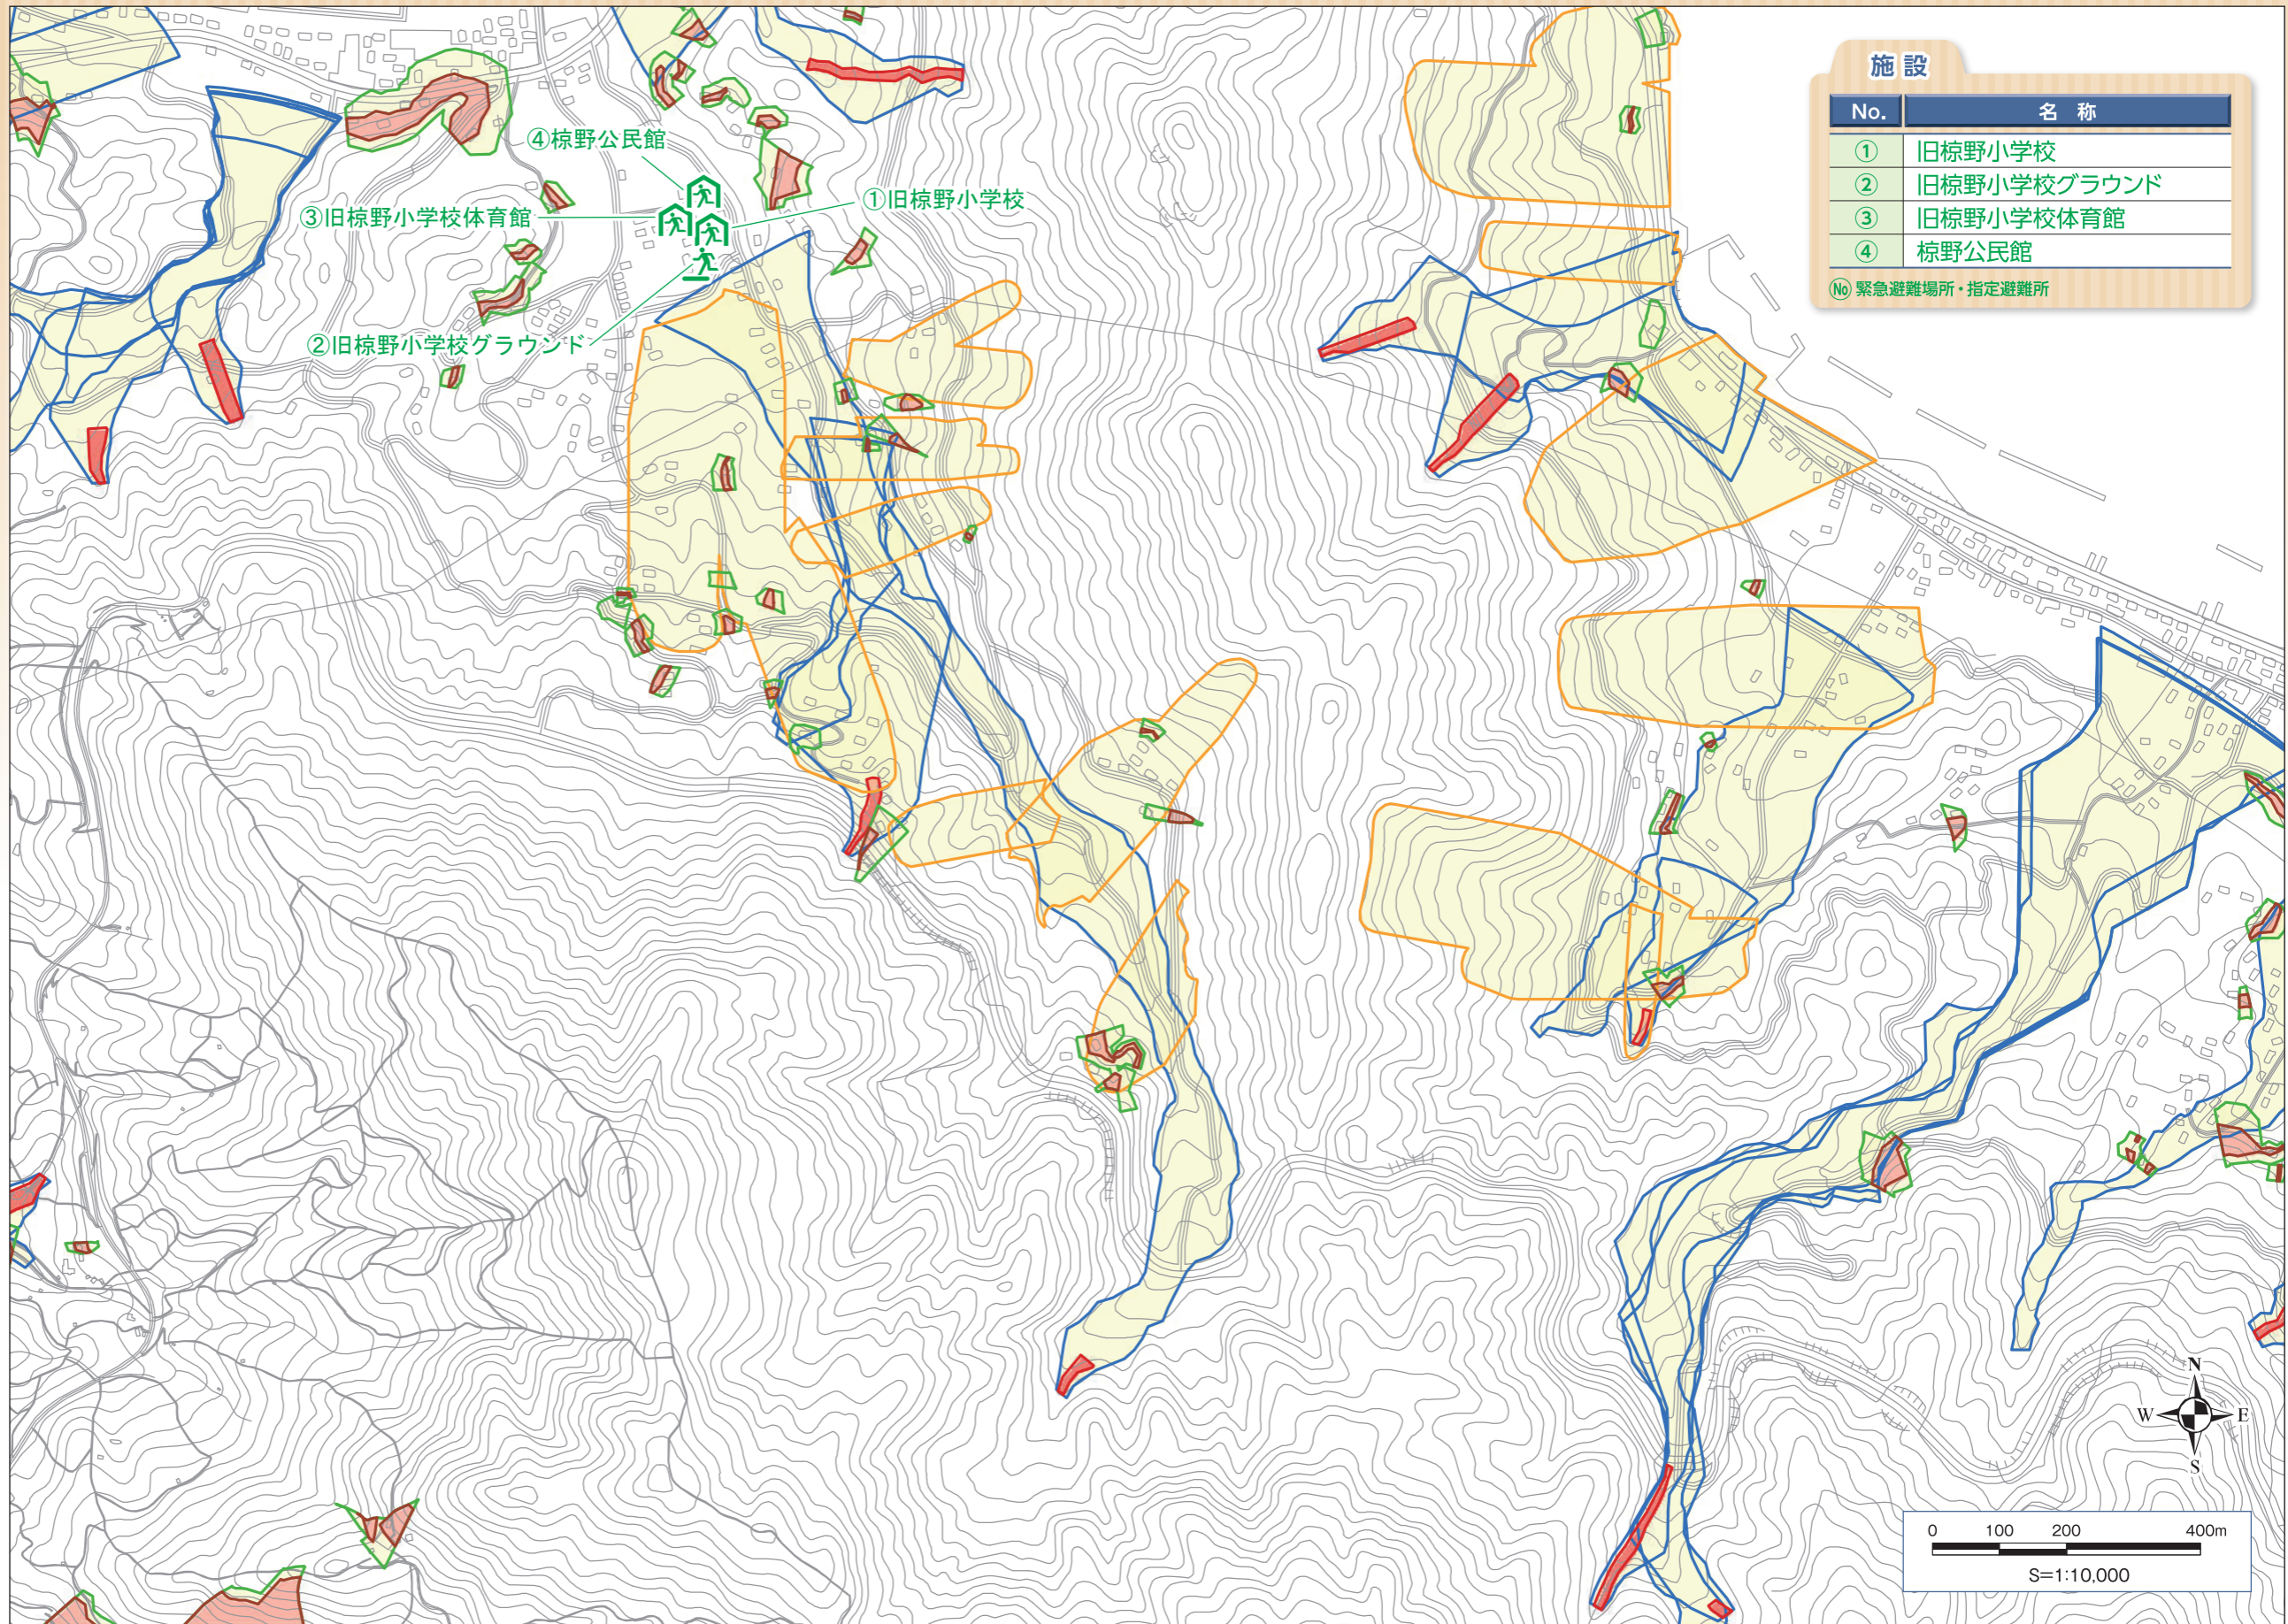 施設
No. 名称
① 旧椋野小学校
② 旧椋野小学校グラウンド
③ 旧椋野小学校体育館
④ 椋野公民館
No 緊急避難場所・指定避難所
④椋野公民館
①旧椋野小学校
③旧椋野小学校体育館
②旧椋野小学校グラウンド
N
W E
S
0 100 200 400m
S=1:10,000